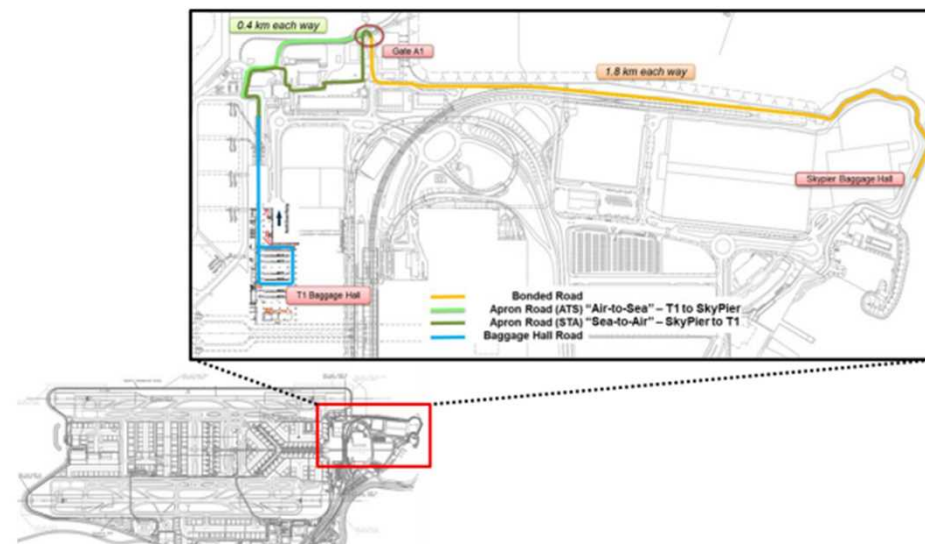 0.4 km each way
Gate A1
1.8 km each way
Skypier Baggage Hall
T1 Baggage Hall
Bonded Road
Apron Road (ATS) "Air-to-Sea" – T1 to SkyPier
Apron Road (STA) "Sea-to-Air" – SkyPier to T1
Baggage Hall Road